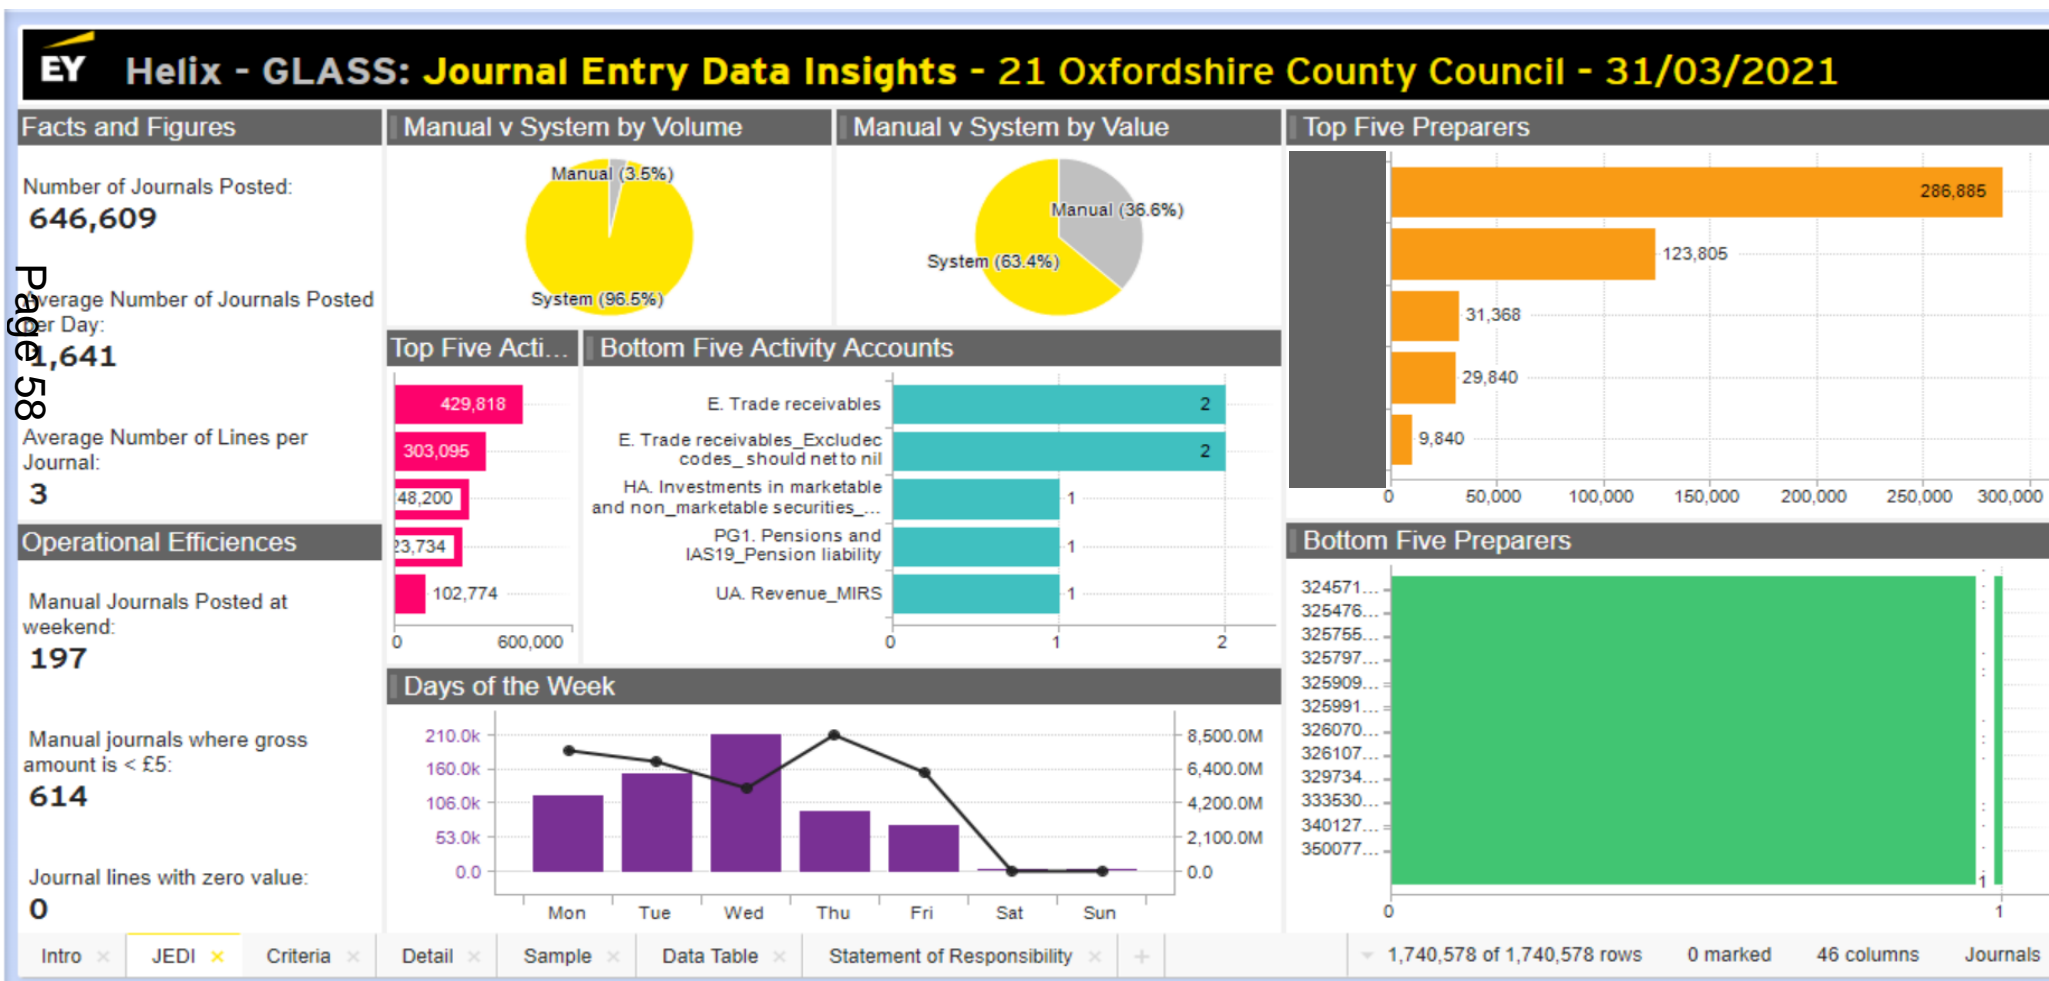 EY
Helix - GLASS: Journal Entry Data Insights - 21 Oxfordshire County Council - 31/03/2021
Facts and Figures
Number of Journals Posted:
646,609
Average Number of Journals Posted
per Day:
1,641
Average Number of Lines per
Journal:
3
Page 58
Operational Efficiences
Manual Journals Posted at
weekend:
197
Manual journals where gross
amount is < £5:
614
Journal lines with zero value:
0
Manual v System by Volume
Manual (3.5%)
System (96.5%)
Manual v System by Value
Manual (36.6%)
System (63.4%)
Top Five Acti...
429,818
303,095
48,200
23,734
102,774
0
600,000
Bottom Five Activity Accounts
E. Trade receivables
2
E. Trade receivables_Excludec
codes_should net to nil
2
HA. Investments in marketable
and non_marketable securities_...
1
PG1. Pensions and
IAS19_Pension liability
1
UA. Revenue_MIRS
1
0
1
2
Days of the Week
210.0k
160.0k
106.0k
53.0k
0.0
8,500.0M
6,400.0M
4,200.0M
2,100.0M
0.0
Mon
Tue
Wed
Thu
Fri
Sat
Sun
Top Five Preparers
286,885
123,805
31,368
29,840
9,840
0
50,000
100,000
150,000
200,000
250,000
300,000
Bottom Five Preparers
324571...
325476...
325755...
325797...
325909...
325991...
326070...
326107...
329734...
333530...
340127...
350077...
1
0
1
Intro
JEDI
Criteria
Detail
Sample
Data Table
Statement of Responsibility
1,740,578 of 1,740,578 rows
0 marked
46 columns
Journals